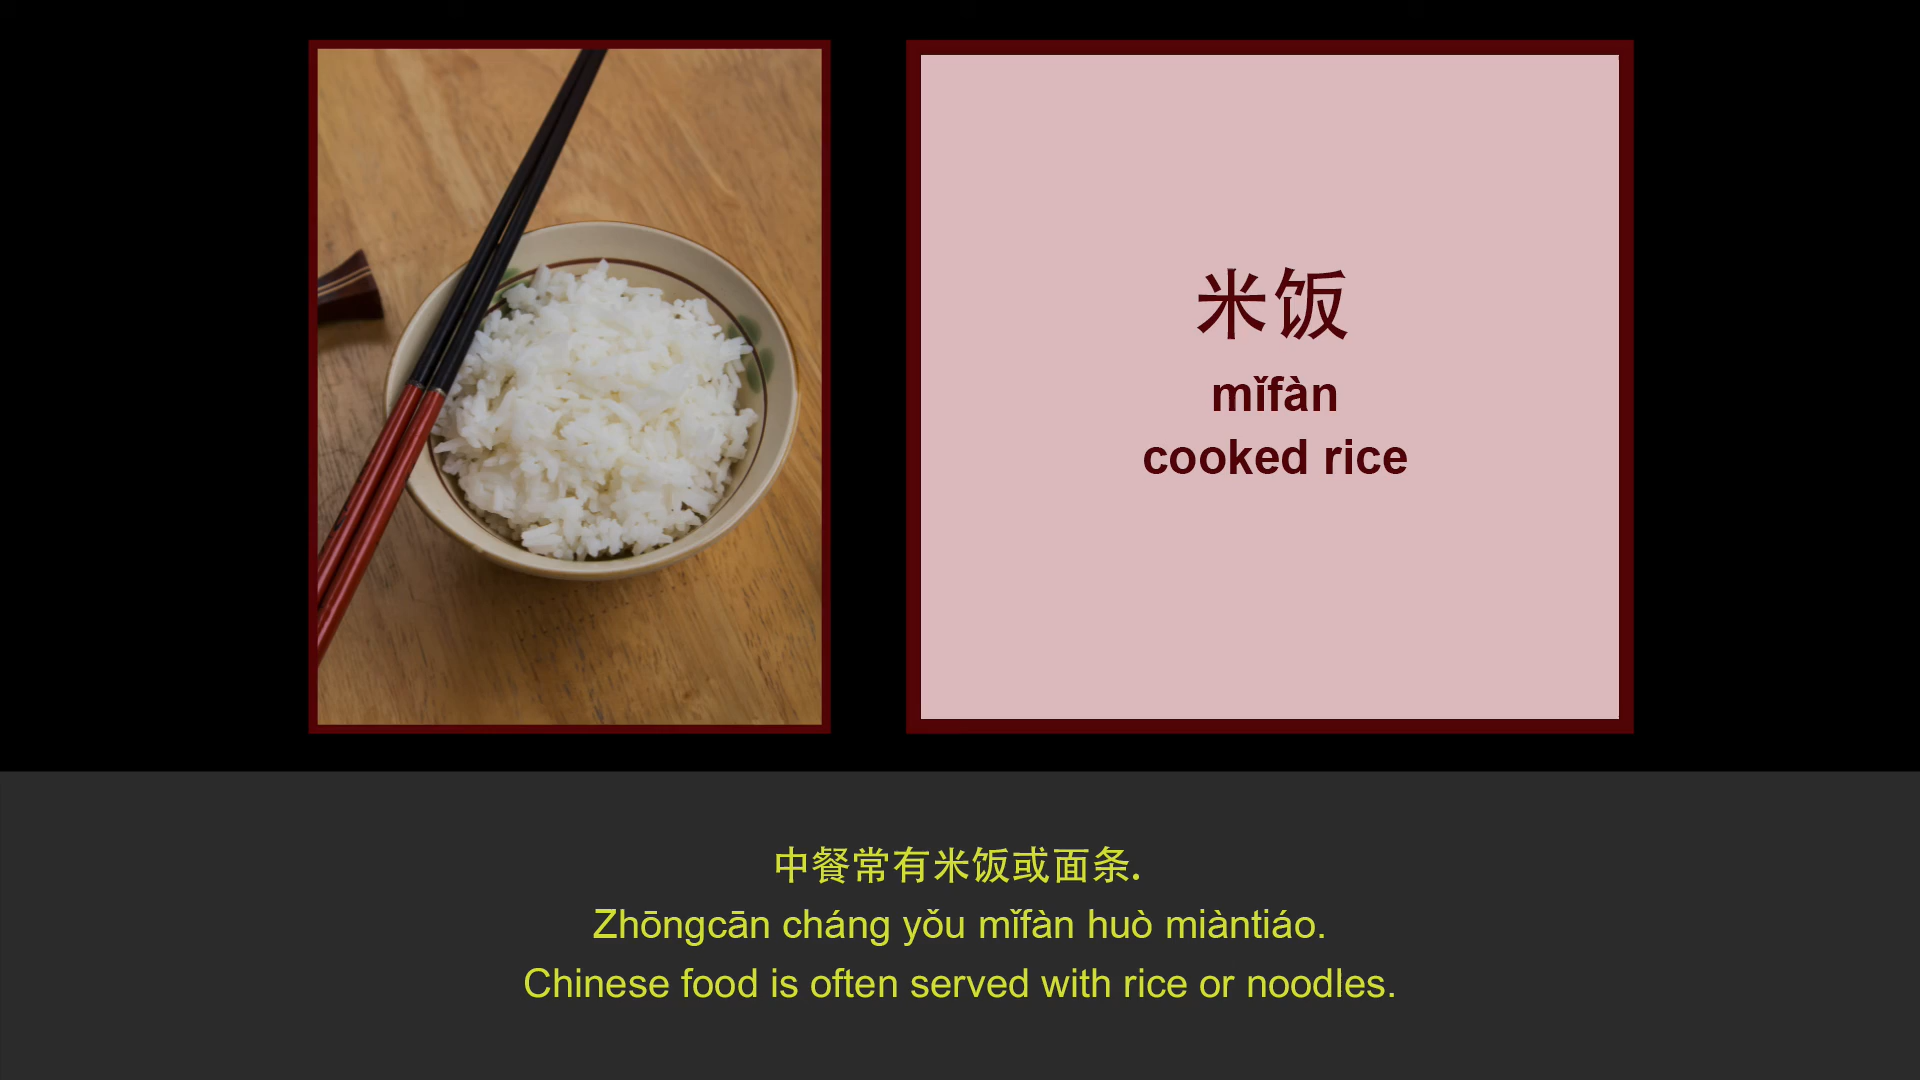 米饭
mǐfàn
cooked rice
中餐常有米饭或面条.
Zhōngcān cháng yǒu mǐfàn huò miàntiáo.
Chinese food is often served with rice or noodles.